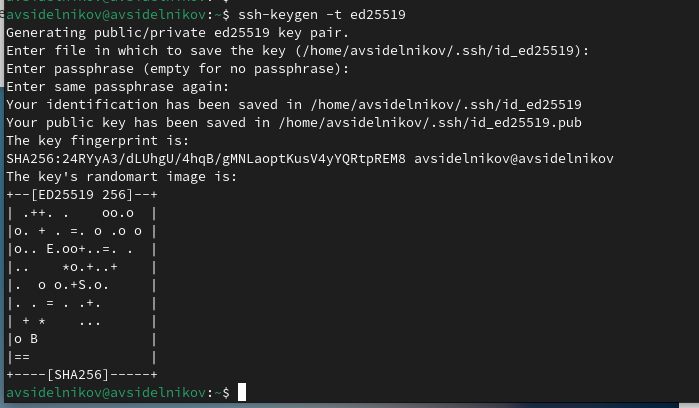 avsidelnikov@avsidelnikov:~$ ssh-keygen -t ed25519
Generating public/private ed25519 key pair.
Enter file in which to save the key (/home/avsidelnikov/.ssh/id_ed25519):
Enter passphrase (empty for no passphrase):
Enter same passphrase again:
Your identification has been saved in /home/avsidelnikov/.ssh/id_ed25519
Your public key has been saved in /home/avsidelnikov/.ssh/id_ed25519.pub
The key fingerprint is:
SHA256:24RYyA3/dLUhgU/4hqB/gMNLaoptKusV4yYQRtpREM8 avsidelnikov@avsidelnikov
The key's randomart image is:
+--[ED25519 256]--+
| .++. .    oo.o  |
|o. + . =. o .o o |
|o.. E.oo+..=. .  |
|..    *o.+..+    |
|.  o o.+S.o.     |
|. . = . .+.      |
| + *    ...      |
|o B              |
|==               |
+----[SHA256]-----+
avsidelnikov@avsidelnikov:~$